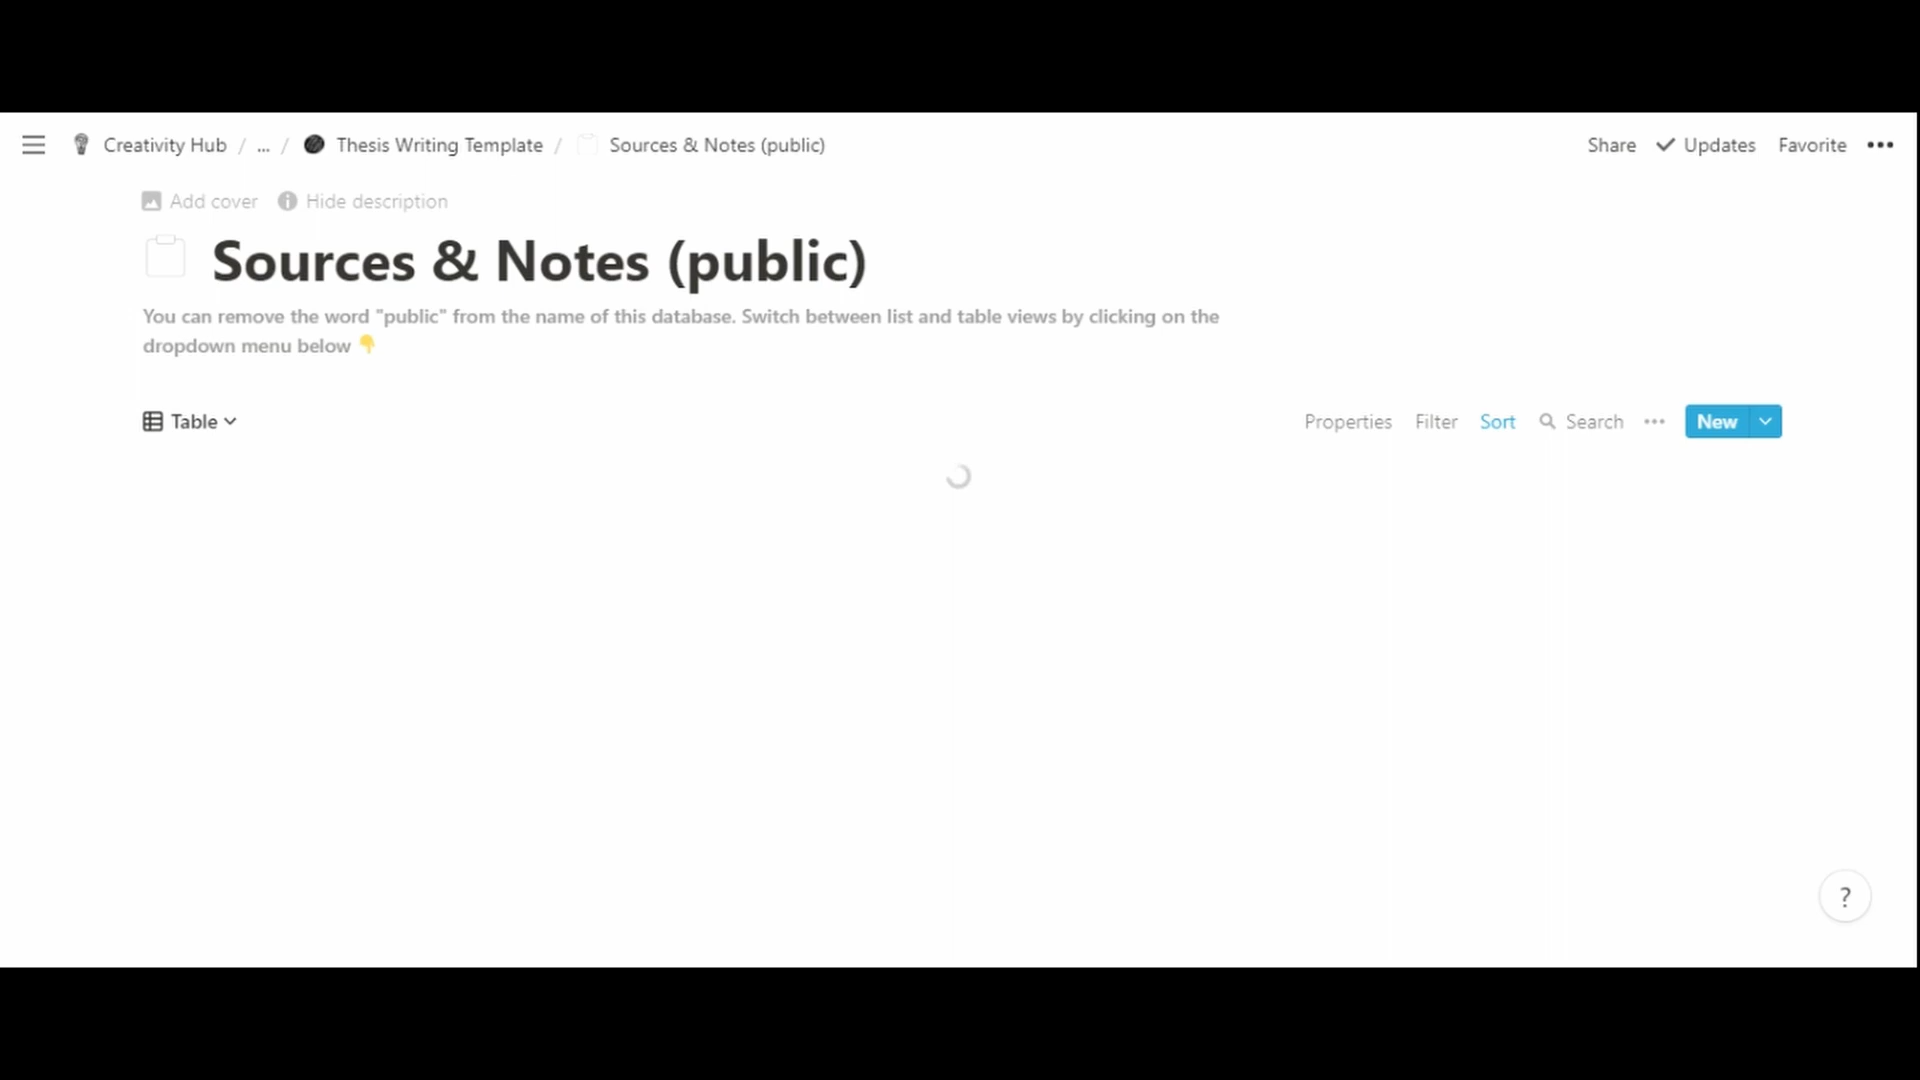 Creativity Hub / ... / Thesis Writing Template / Sources & Notes (public)
Share Updates Favorite •••
Add cover Hide description
Sources & Notes (public)
You can remove the word "public" from the name of this database. Switch between list and table views by clicking on the
dropdown menu below 👇
Table
Properties Filter Sort Search ••• New
?